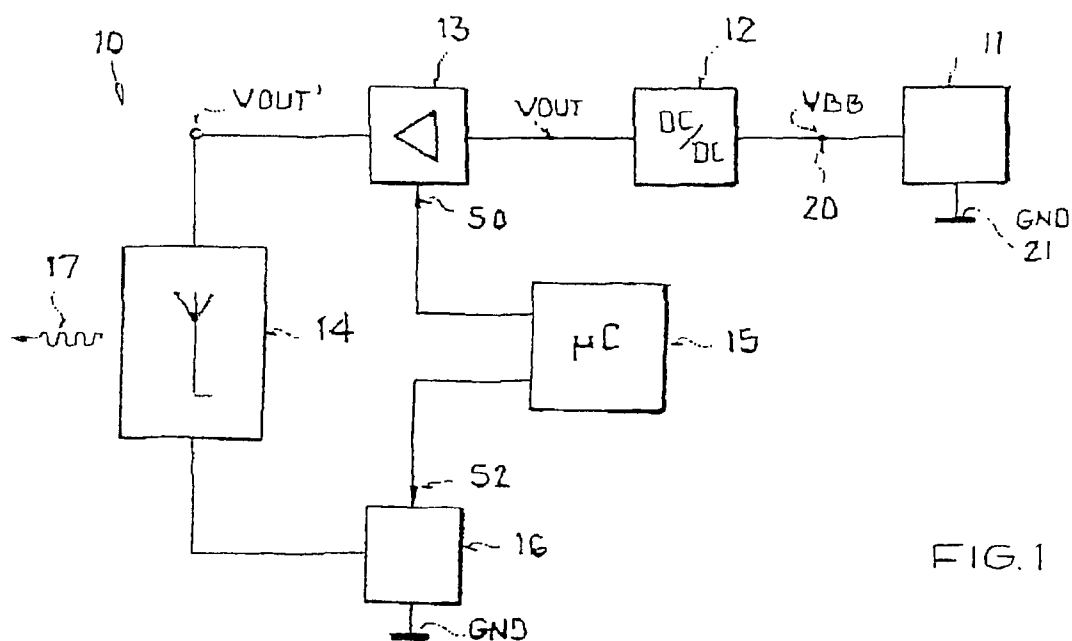 10
13
12
11
VOUT'
VOUT
DC/DC
VBB
20
GND
21
50
17
14
µC
15
52
16
GND
FIG. 1